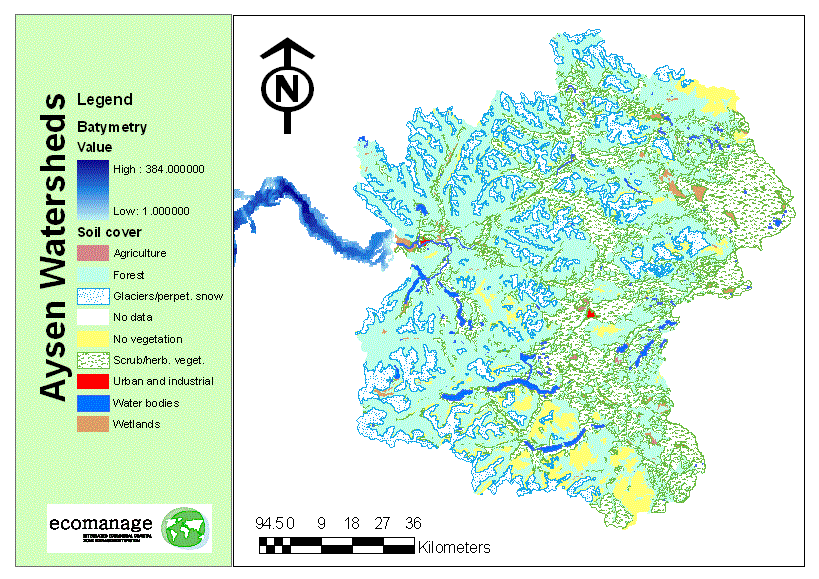 Aysen Watersheds
Legend
Batymetry
Value
High : 384.000000
Low: 1.000000
Soil cover
Agriculture
Forest
Glaciers/perpet. snow
No data
No vegetation
Scrub/herb. veget.
Urban and industrial
Water bodies
Wetlands
ecomanage
N
94.5 0 9 18 27 36
Kilometers